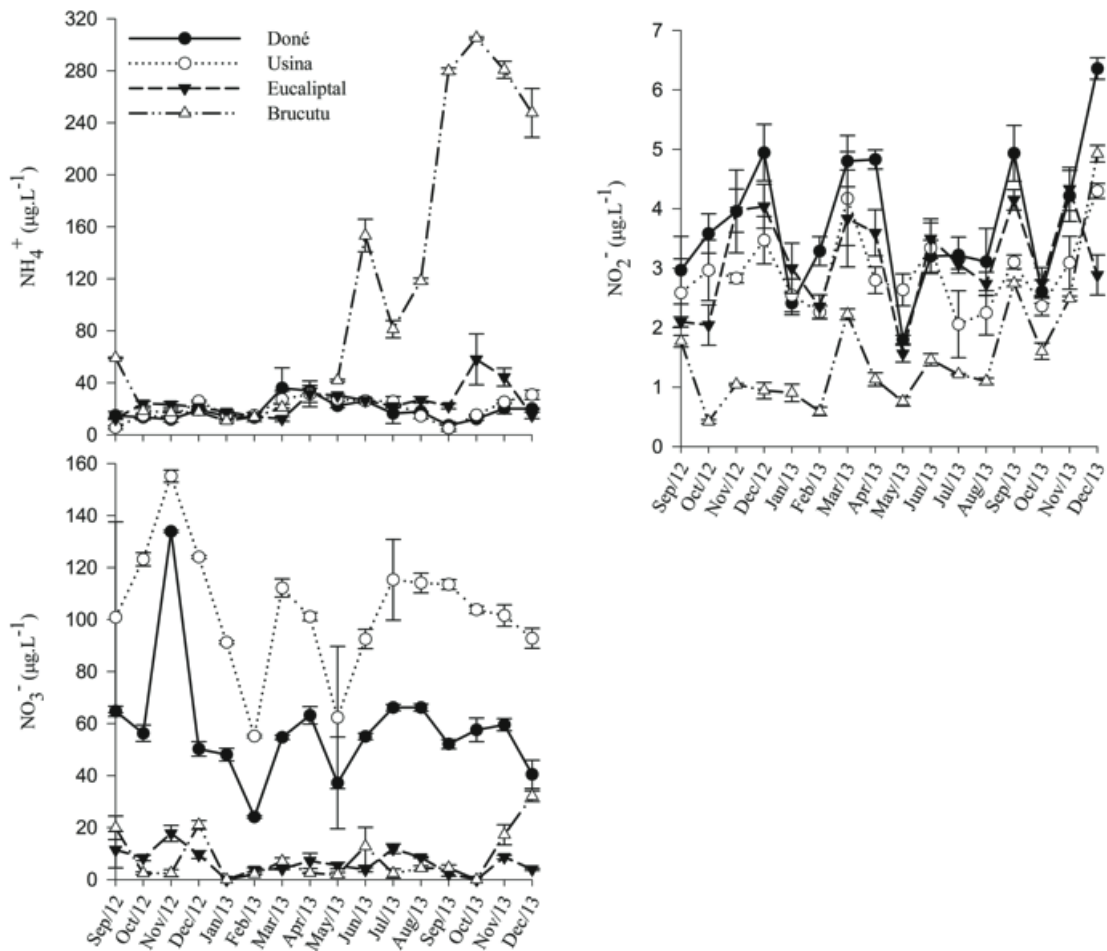 320
280
240
200
160
120
80
40
0
NH₄⁺ (µg.L⁻¹)
Doné
Usina
Eucaliptal
Brucutu
7
6
5
4
3
2
1
0
NO₂⁻ (µg.L⁻¹)
Sep/12
Oct/12
Nov/12
Dec/12
Jan/13
Feb/13
Mar/13
Apr/13
May/13
Jun/13
Jul/13
Aug/13
Sep/13
Oct/13
Nov/13
Dec/13
160
140
120
100
80
60
40
20
0
NO₃⁻ (µg.L⁻¹)
Sep/12
Oct/12
Nov/12
Dec/12
Jan/13
Feb/13
Mar/13
Apr/13
May/13
Jun/13
Jul/13
Aug/13
Sep/13
Oct/13
Nov/13
Dec/13